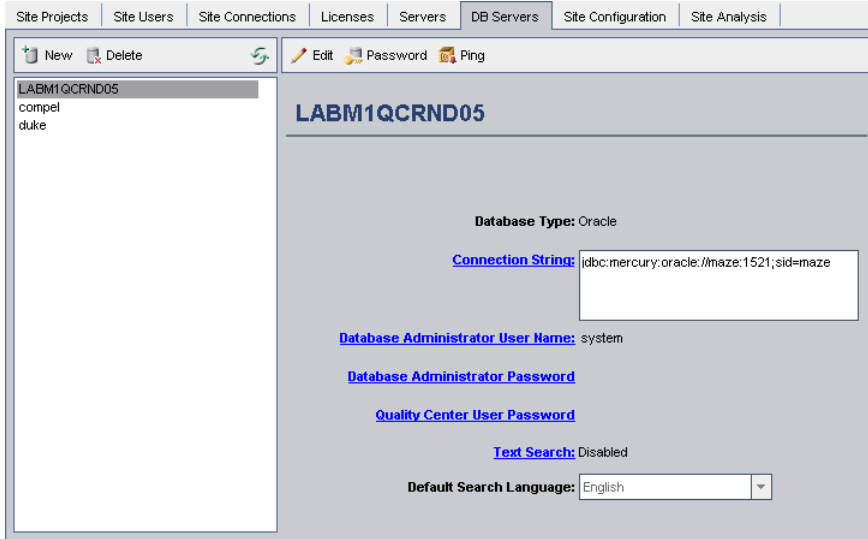 Site Projects Site Users Site Connections Licenses Servers DB Servers Site Configuration Site Analysis
New Delete
Edit Password Ping
LABM1QCRND05
compel
duke
LABM1QCRND05
Database Type: Oracle
Connection String: jdbc:mercury:oracle://maze:1521;sid=maze
Database Administrator User Name: system
Database Administrator Password
Quality Center User Password
Text Search: Disabled
Default Search Language: English